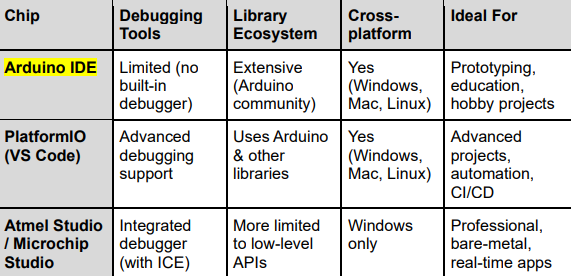 Chip
Debugging
Tools
Library
Ecosystem
Cross-
platform
Ideal For
Arduino IDE
Limited (no
built-in
debugger)
Extensive
(Arduino
community)
Yes
(Windows,
Mac, Linux)
Prototyping,
education,
hobby projects
PlatformIO
(VS Code)
Advanced
debugging
support
Uses Arduino
& other
libraries
Yes
(Windows,
Mac, Linux)
Advanced
projects,
automation,
CI/CD
Atmel Studio
/ Microchip
Studio
Integrated
debugger
(with ICE)
More limited
to low-level
APIs
Windows
only
Professional,
bare-metal,
real-time apps